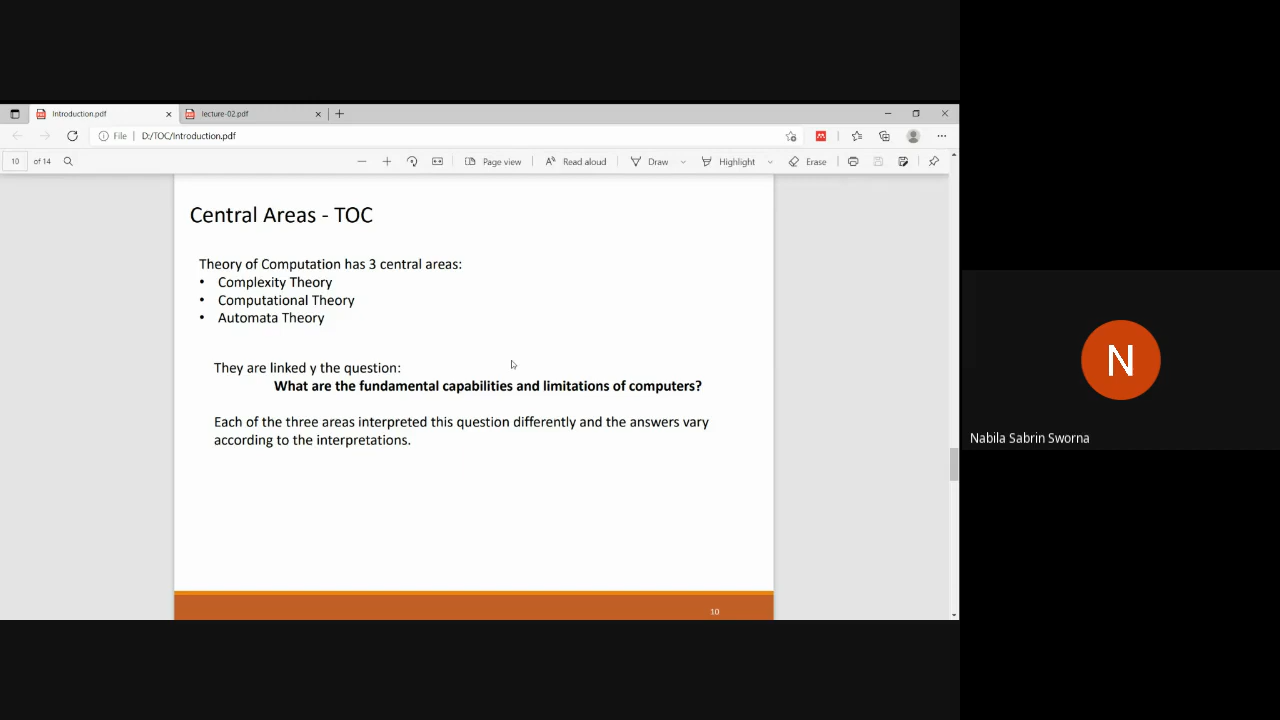 Introduction.pdf
lecture-02.pdf
File
D:/TOC/Introduction.pdf
10 of 14
Page view
Read aloud
Draw
Highlight
Erase
Central Areas - TOC
Theory of Computation has 3 central areas:
• Complexity Theory
• Computational Theory
• Automata Theory
They are linked y the question:
What are the fundamental capabilities and limitations of computers?
Each of the three areas interpreted this question differently and the answers vary
according to the interpretations.
10
N
Nabila Sabrin Sworna